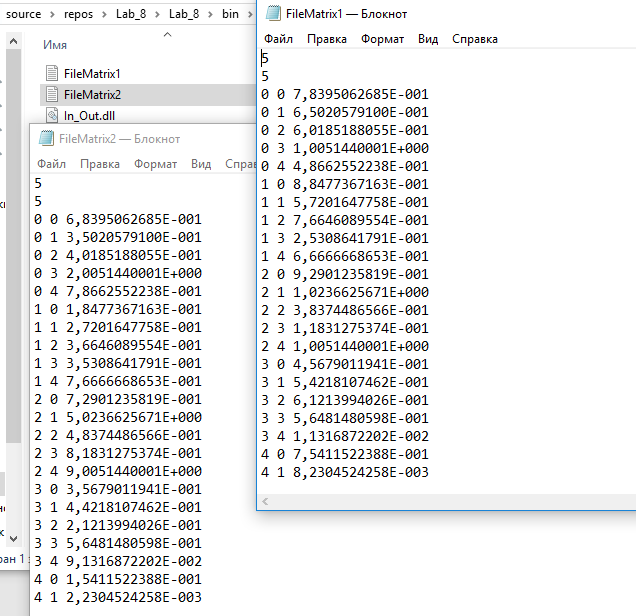 source > repos > Lab_8 > Lab_8 > bin >
Имя
FileMatrix1
FileMatrix2
In_Out.dll
FileMatrix2 — Блокнот
Файл Правка Формат Вид Справ
5
5
0 0 6,8395062685E-001
0 1 3,5020579100E-001
0 2 4,0185188055E-001
0 3 2,0051440001E+000
0 4 7,8662552238E-001
1 0 1,8477367163E-001
1 1 2,7201647758E-001
1 2 3,6646089554E-001
1 3 3,5308641791E-001
1 4 7,6666668653E-001
2 0 7,2901235819E-001
2 1 5,0236625671E+000
2 2 4,8374486566E-001
2 3 8,1831275374E-001
2 4 9,0051440001E+000
3 0 3,5679011941E-001
3 1 4,4218107462E-001
3 2 2,1213994026E-001
3 3 5,6481480598E-001
3 4 9,1316872202E-002
4 0 1,5411522388E-001
4 1 2,2304524258E-003
FileMatrix1 — Блокнот
Файл Правка Формат Вид Справка
5
5
0 0 7,8395062685E-001
0 1 6,5020579100E-001
0 2 6,0185188055E-001
0 3 1,0051440001E+000
0 4 4,8662552238E-001
1 0 8,8477367163E-001
1 1 5,7201647758E-001
1 2 7,6646089554E-001
1 3 2,5308641791E-001
1 4 6,6666668653E-001
2 0 9,2901235819E-001
2 1 1,0236625671E+000
2 2 3,8374486566E-001
2 3 1,1831275374E-001
2 4 1,0051440001E+000
3 0 4,5679011941E-001
3 1 5,4218107462E-001
3 2 6,1213994026E-001
3 3 5,6481480598E-001
3 4 1,1316872202E-002
4 0 7,5411522388E-001
4 1 8,2304524258E-003